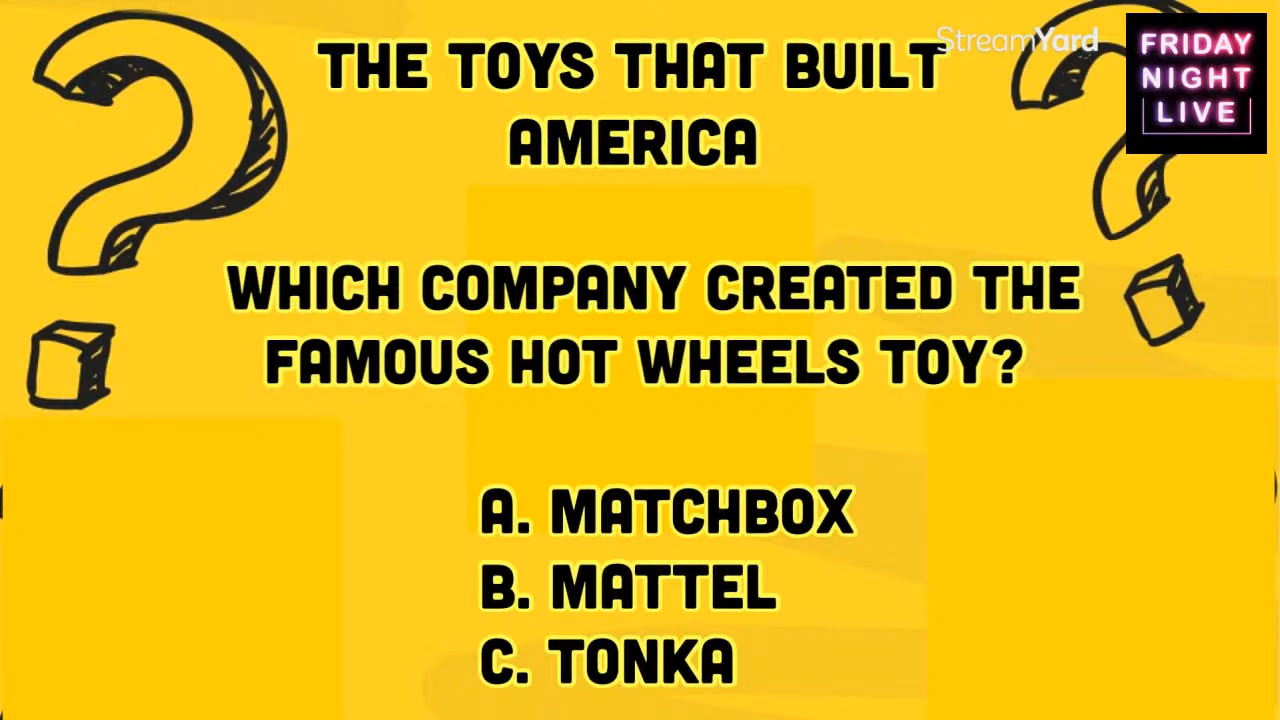 THE TOYS THAT BUILT
AMERICA
StreamYard
FRIDAY
NIGHT
LIVE
WHICH COMPANY CREATED THE
FAMOUS HOT WHEELS TOY?
A. MATCHBOX
B. MATTEL
C. TONKA